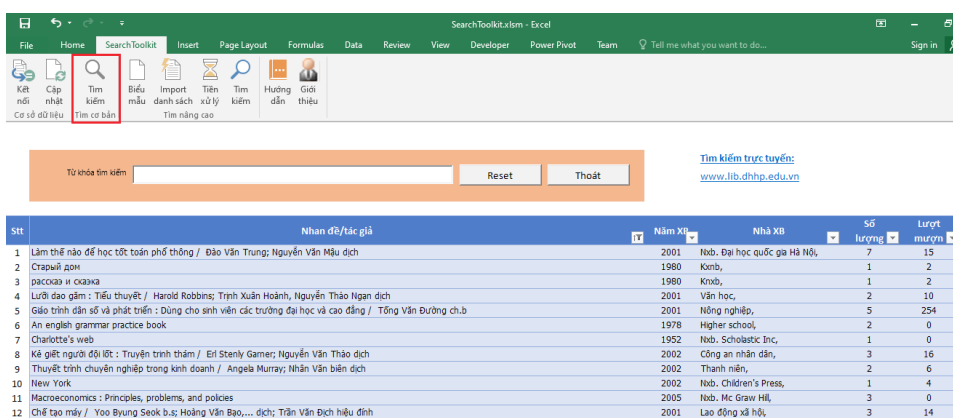 SearchToolkit.xlsm - Excel
File Home SearchToolkit Insert Page Layout Formulas Data Review View Developer Power Pivot Team Tell me what you want to do... Sign in
Kết nối Cập nhật Tìm kiếm Biểu mẫu Import danh sách Tiền xử lý Tìm kiếm Hướng dẫn Giới thiệu
Cơ sở dữ liệu Tìm cơ bản Tìm nâng cao
Tìm kiếm trực tuyến:
Từ khóa tìm kiếm Reset Thoát www.lib.dhhp.edu.vn
Stt Nhan đề/tác giả Năm XB Nhà XB Số lượng Lượt mượn
1 Làm thế nào để học tốt toán phổ thông / Đào Văn Trung; Nguyễn Văn Mậu dịch 2001 Nxb. Đại học quốc gia Hà Nội, 7 15
2 Старый дом 1980 Kxnb, 1 2
3 рассказ и сказка 1980 Knxb, 1 2
4 Lưỡi dao găm : Tiểu thuyết / Harold Robbins; Trịnh Xuân Hoành, Nguyễn Thảo Ngạn dịch 2001 Văn học, 2 10
5 Giáo trình dân số và phát triển : Dùng cho sinh viên các trường đại học và cao đẳng / Tống Văn Đường ch.b 2001 Nông nghiệp, 5 254
6 An english grammar practice book 1978 Higher school, 2 0
7 Charlotte's web 1952 Nxb. Scholastic Inc, 1 0
8 Kẻ giết người đội lốt : Truyện trinh thám / Erl Stenly Garner; Nguyễn Văn Thảo dịch 2002 Công an nhân dân, 3 16
9 Thuyết trình chuyên nghiệp trong kinh doanh / Angela Murray; Nhân Văn biên dịch 2002 Thanh niên, 2 6
10 New York 2002 Nxb. Children's Press, 1 4
11 Macroeconomics : Principles, problems, and policies 2005 Nxb. Mc Graw Hill, 3 0
12 Chế tạo máy / Yoo Byung Seok b.s; Hoàng Văn Bạo,... dịch; Trần Văn Địch hiệu đính 2001 Lao động xã hội, 3 14